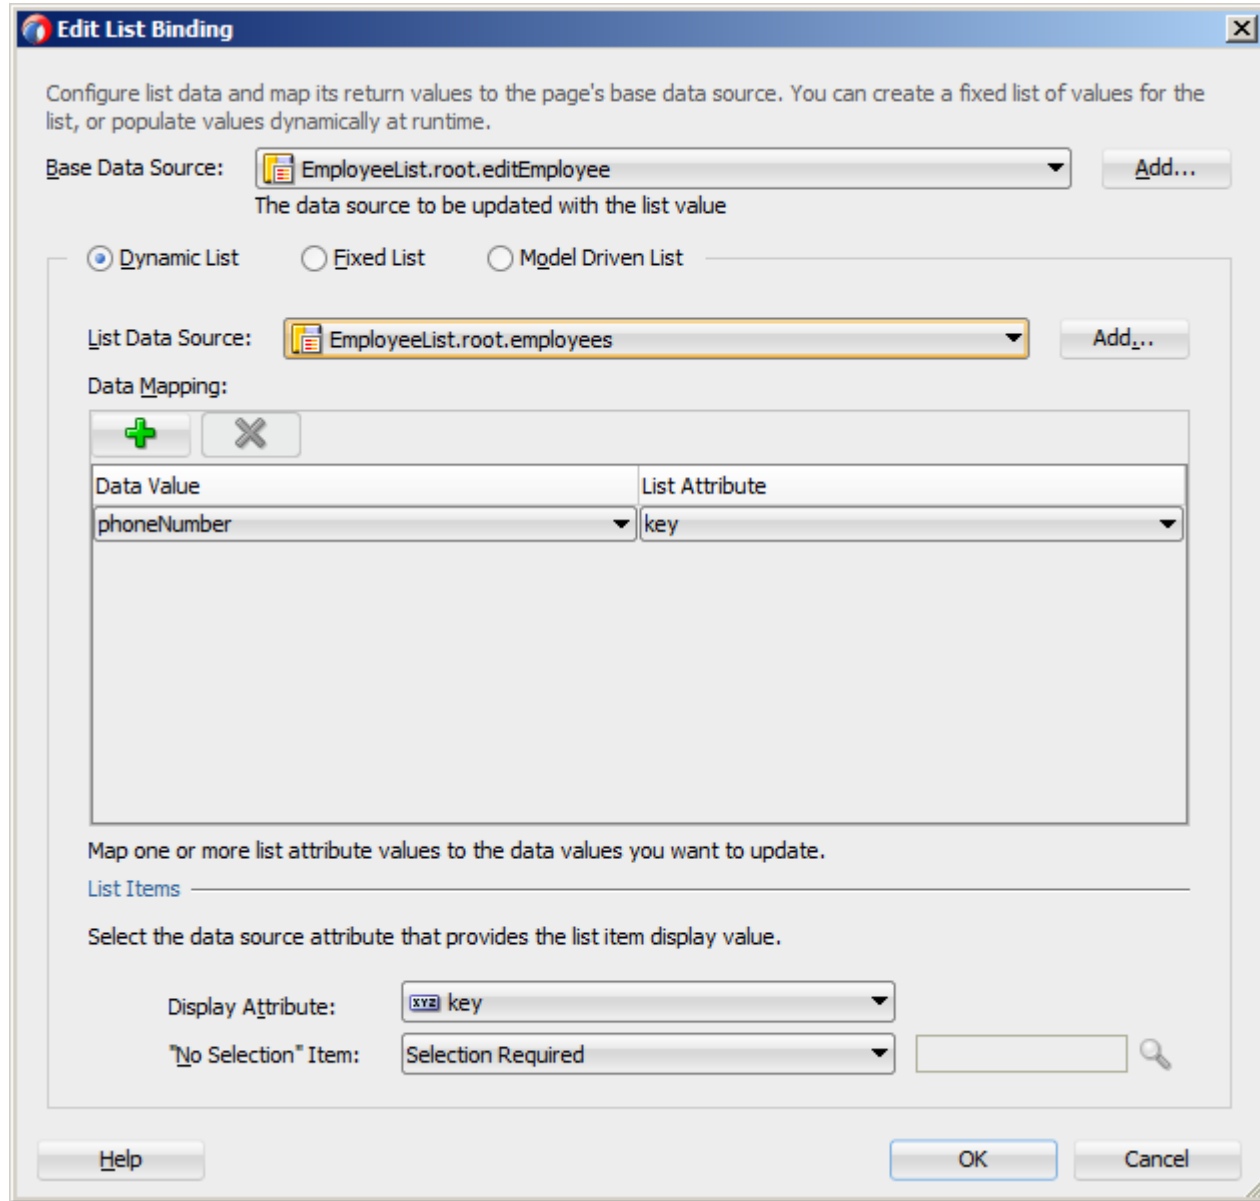 Edit List Binding
Configure list data and map its return values to the page's base data source. You can create a fixed list of values for the
list, or populate values dynamically at runtime.
Base Data Source: EmployeeList.root.editEmployee Add...
The data source to be updated with the list value
Dynamic List Fixed List Model Driven List
List Data Source: EmployeeList.root.employees Add...
Data Mapping:
Data Value List Attribute
phoneNumber key
Map one or more list attribute values to the data values you want to update.
List Items
Select the data source attribute that provides the list item display value.
Display Attribute: XYZ key
"No Selection" Item: Selection Required
Help OK Cancel